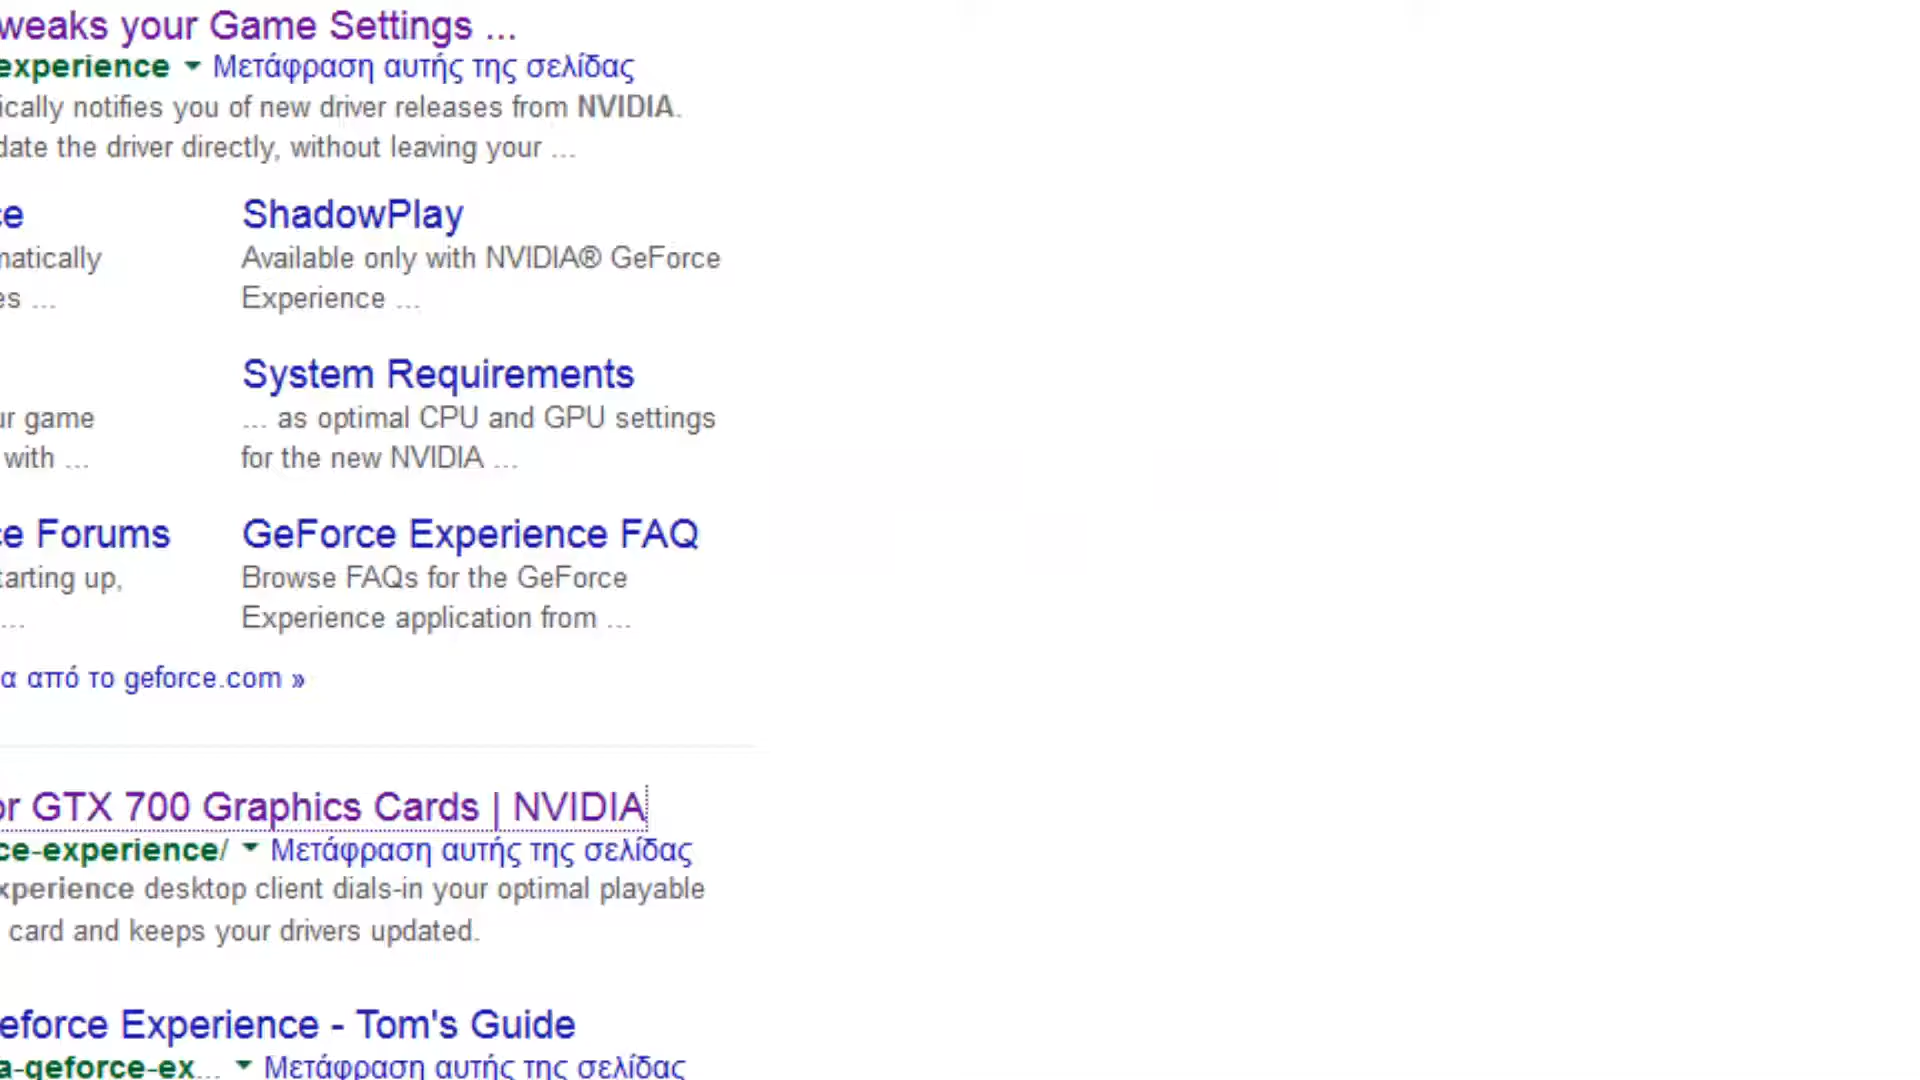 weaks your Game Settings ...
experience Μετάφραση αυτής της σελίδας
ically notifies you of new driver releases from NVIDIA.
date the driver directly, without leaving your ...
ce
matically
es ...
ShadowPlay
Available only with NVIDIA® GeForce
Experience ...
ur game
with ...
System Requirements
... as optimal CPU and GPU settings
for the new NVIDIA ...
ce Forums
tarting up,
...
GeForce Experience FAQ
Browse FAQs for the GeForce
Experience application from ...
α από το geforce.com »
or GTX 700 Graphics Cards | NVIDIA
ce-experience/ Μετάφραση αυτής της σελίδας
xperience desktop client dials-in your optimal playable
card and keeps your drivers updated.
eforce Experience - Tom's Guide
a-geforce-ex... Μετάφραση αυτής της σελίδας